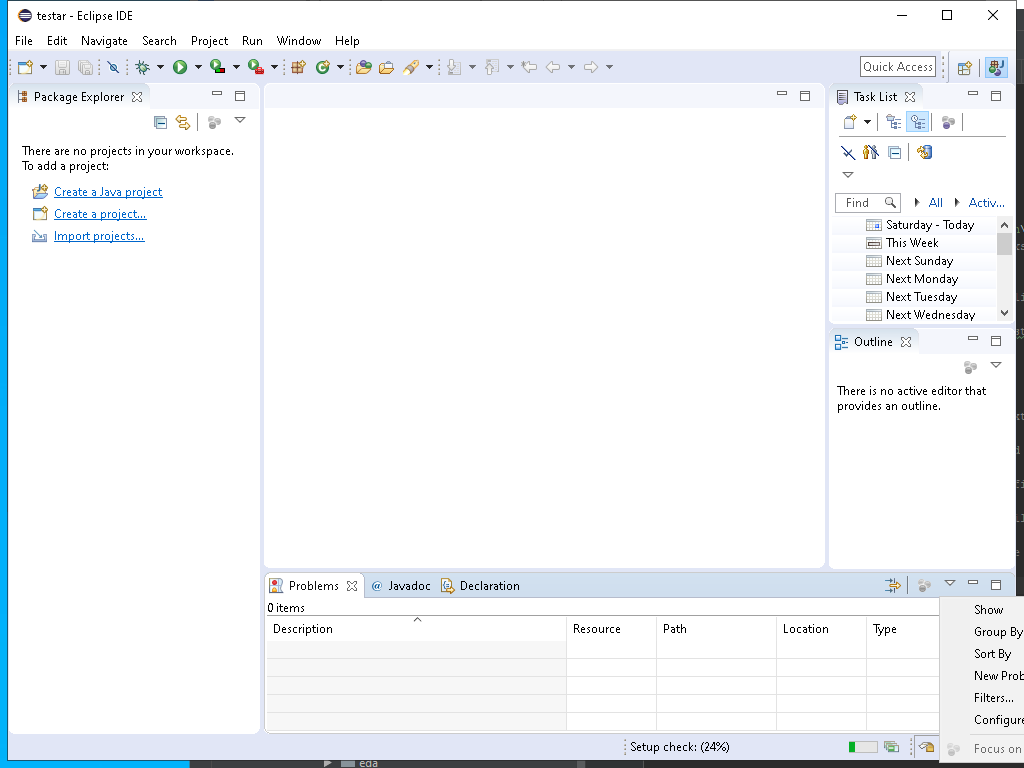 testar - Eclipse IDE
File Edit Navigate Search Project Run Window Help
Quick Access
Package Explorer
There are no projects in your workspace.
To add a project:
Create a Java project
Create a project...
Import projects...
Task List
Find All Activ...
Saturday - Today
This Week
Next Sunday
Next Monday
Next Tuesday
Next Wednesday
Outline
There is no active editor that
provides an outline.
Problems @ Javadoc Declaration
0 items
Description Resource Path Location Type
Show
Group By
Sort By
New Prob
Filters...
Configure
Focus on
Setup check: (24%)
eda